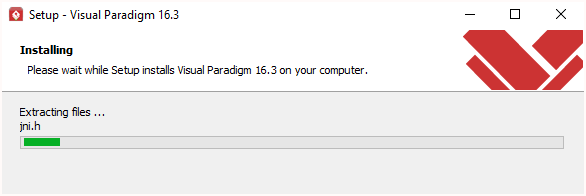 Setup - Visual Paradigm 16.3
Installing
Please wait while Setup installs Visual Paradigm 16.3 on your computer.
Extracting files ...
jni.h